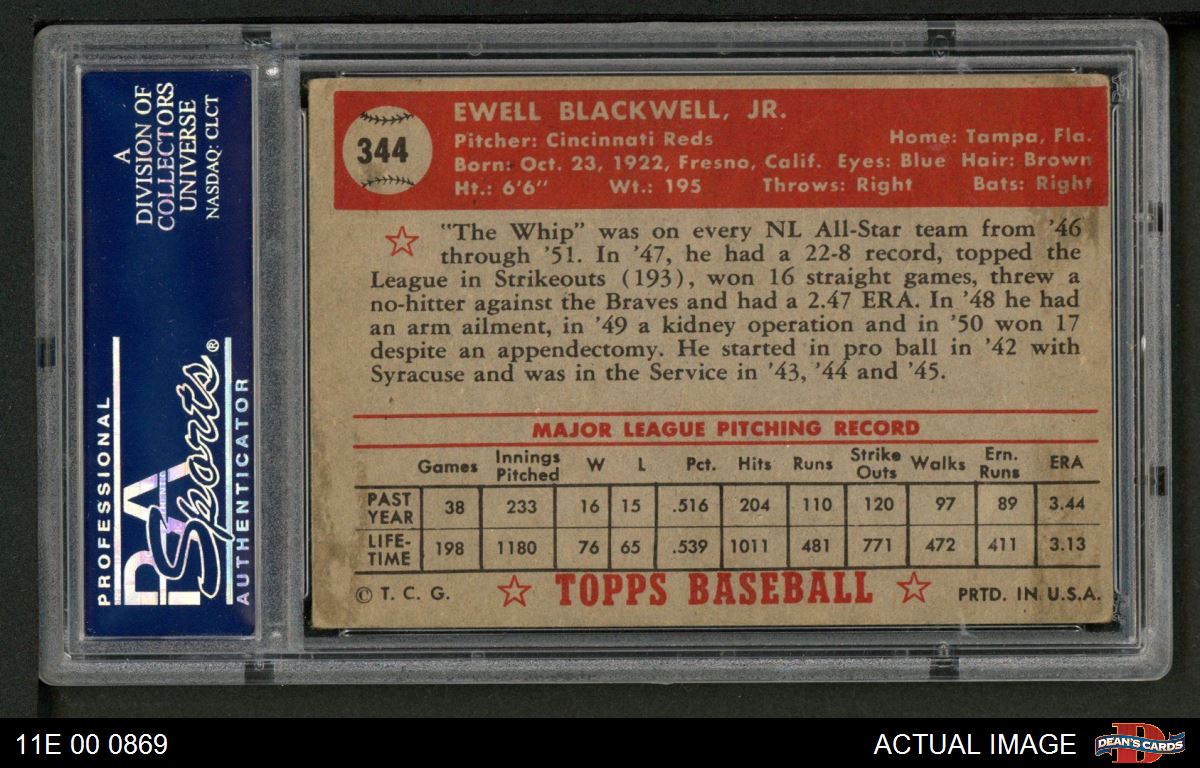 A
DIVISION OF
COLLECTORS
UNIVERSE
NASDAQ: CLCT
PROFESSIONAL
PSA
Sports®
AUTHENTICATOR
344
EWELL BLACKWELL, JR.
Pitcher: Cincinnati Reds Home: Tampa, Fla.
Born: Oct. 23, 1922, Fresno, Calif. Eyes: Blue Hair: Brown
Ht.: 6'6" Wt.: 195 Throws: Right Bats: Right
"The Whip" was on every NL All-Star team from '46
through '51. In '47, he had a 22-8 record, topped the
League in Strikeouts (193), won 16 straight games, threw a
no-hitter against the Braves and had a 2.47 ERA. In '48 he had
an arm ailment, in '49 a kidney operation and in '50 won 17
despite an appendectomy. He started in pro ball in '42 with
Syracuse and was in the Service in '43, '44 and '45.
MAJOR LEAGUE PITCHING RECORD
Games Innings Pitched W L Pct. Hits Runs Strike Outs Walks Ern. Runs ERA
PAST YEAR 38 233 16 15 .516 204 110 120 97 89 3.44
LIFE-TIME 198 1180 76 65 .539 1011 481 771 472 411 3.13
© T. C. G. TOPPS BASEBALL PRTD. IN U.S.A.
11E 00 0869
ACTUAL IMAGE
D
DEAN'S CARDS